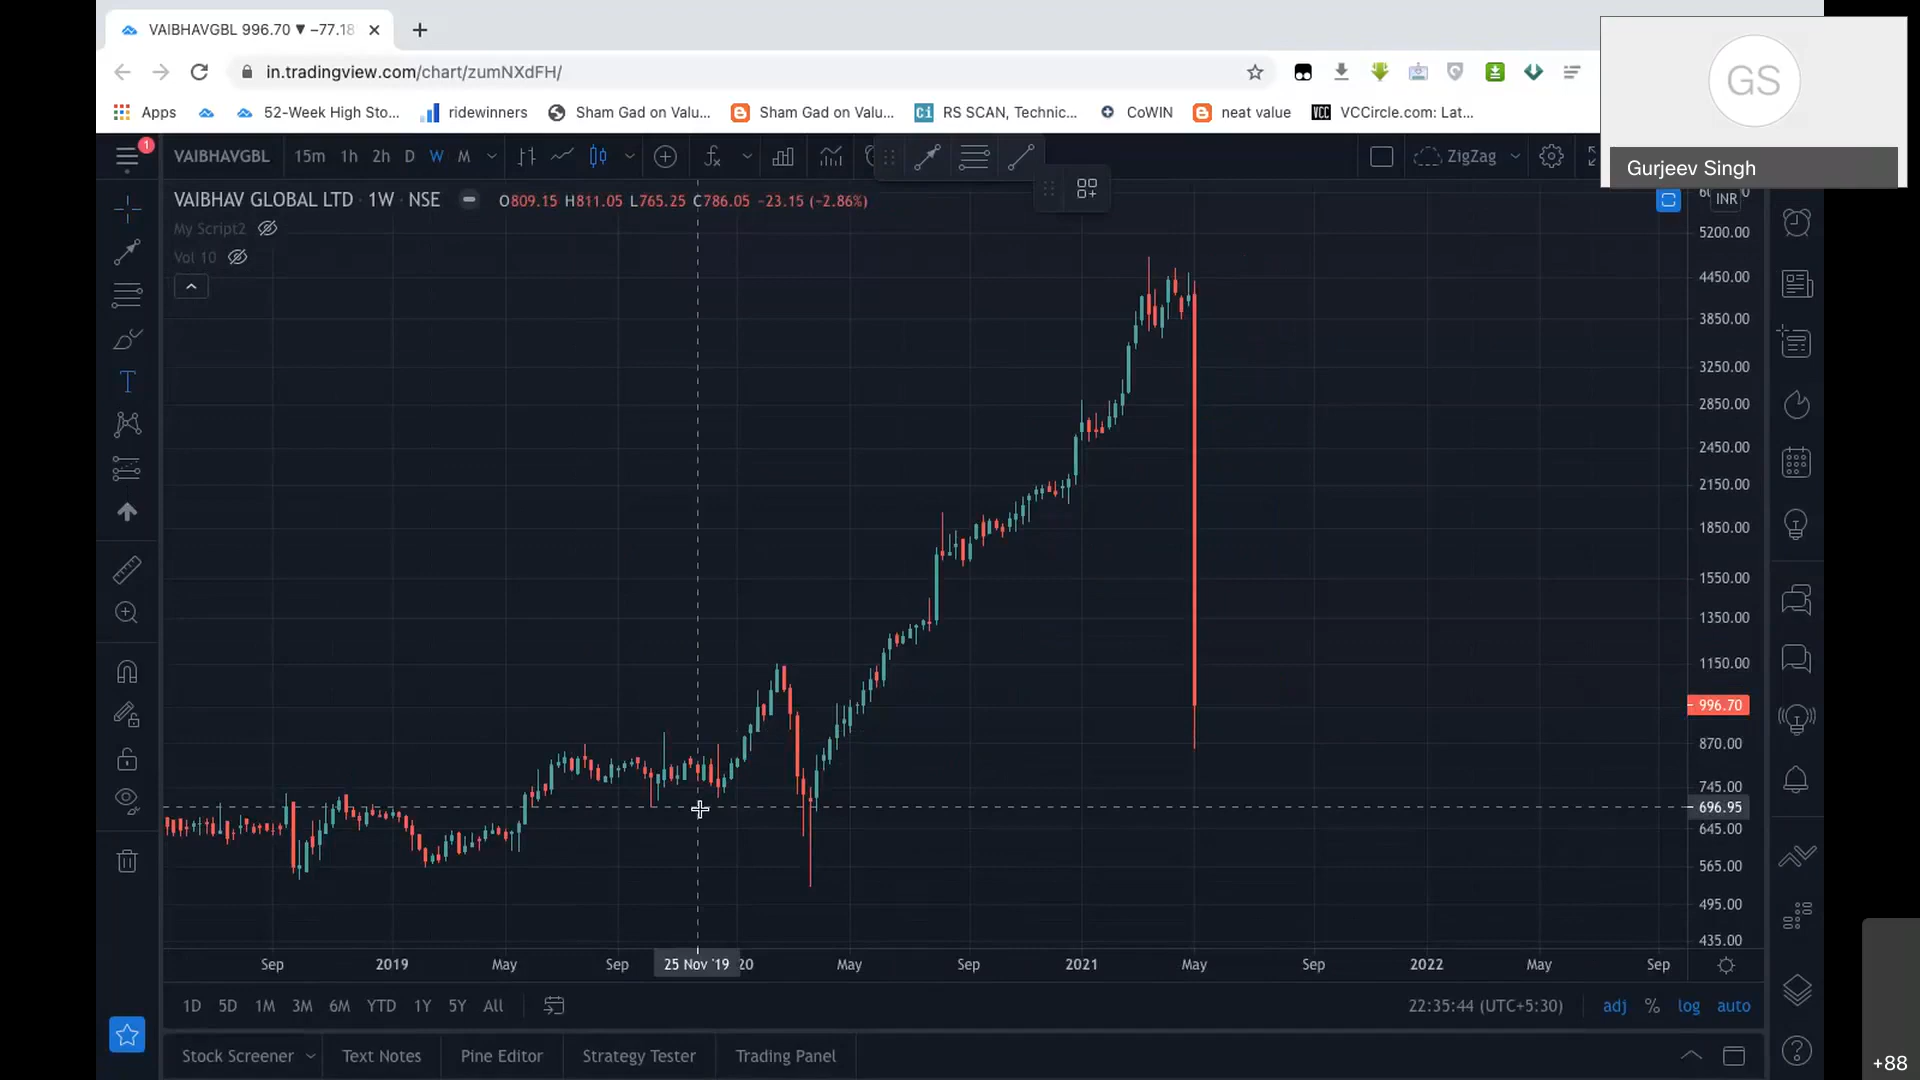 VAIBHAVGBL 996.70 ▼ −77.18
in.tradingview.com/chart/zumNXdFH/
Apps
52-Week High Sto...
ridewinners
Sham Gad on Valu...
Sham Gad on Valu...
Ci
RS SCAN, Technic...
CoWIN
neat value
VCC
VCCircle.com: Lat...
GS
Gurjeev Singh
1
VAIBHAVGBL
15m 1h 2h D W M
ZigZag
VAIBHAV GLOBAL LTD · 1W · NSE
O809.15 H811.05 L765.25 C786.05 −23.15 (−2.86%)
My Script2
Vol 10
INR
5200.00
4450.00
3850.00
3250.00
2850.00
2450.00
2150.00
1850.00
1550.00
1350.00
1150.00
996.70
870.00
745.00
696.95
645.00
565.00
495.00
435.00
Sep 2019 May Sep 25 Nov '19 20 May Sep 2021 May Sep 2022 May Sep
1D 5D 1M 3M 6M YTD 1Y 5Y All
22:35:44 (UTC+5:30)
adj % log auto
Stock Screener Text Notes Pine Editor Strategy Tester Trading Panel
+88